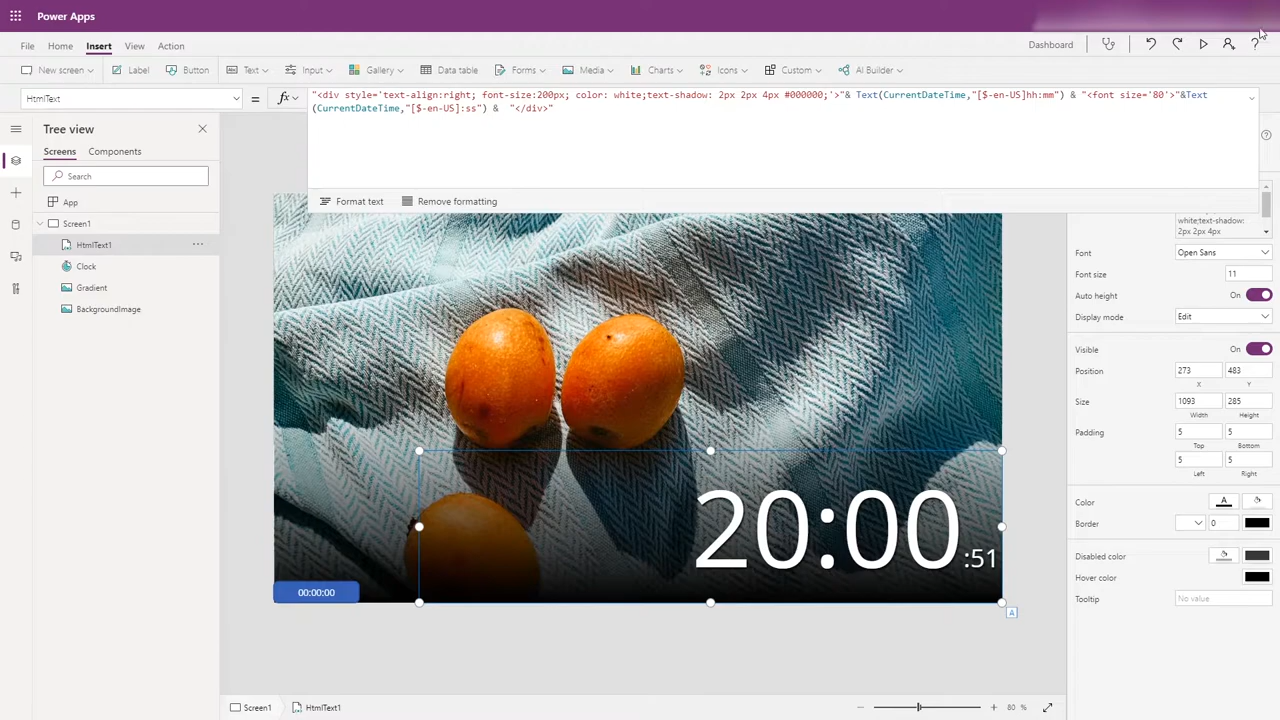 Power Apps
File Home Insert View Action Dashboard ?
New screen Label Button Text Input Gallery Data table Forms Media Charts Icons Custom AI Builder
HtmlText = fx "<div style='text-align:right; font-size:200px; color: white;text-shadow: 2px 2px 4px #000000;'>"& Text(CurrentDateTime,"[$-en-US]hh:mm") & "<font size='80'>"&Text
(CurrentDateTime,"[$-en-US]:ss") & "</div>"
Format text Remove formatting
Tree view
Screens Components
Search
App
Screen1
HtmlText1 ...
Clock
Gradient
BackgroundImage
20:00 :51
00:00:00
A
white;text-shadow:
2px 2px 4px
Font Open Sans
Font size 11
Auto height On
Display mode Edit
Visible On
Position 273 483
X Y
Size 1093 285
Width Height
Padding 5 5
Top Bottom
5 5
Left Right
Color A
Border 0
Disabled color
Hover color
Tooltip No value
Screen1 HtmlText1 80 %